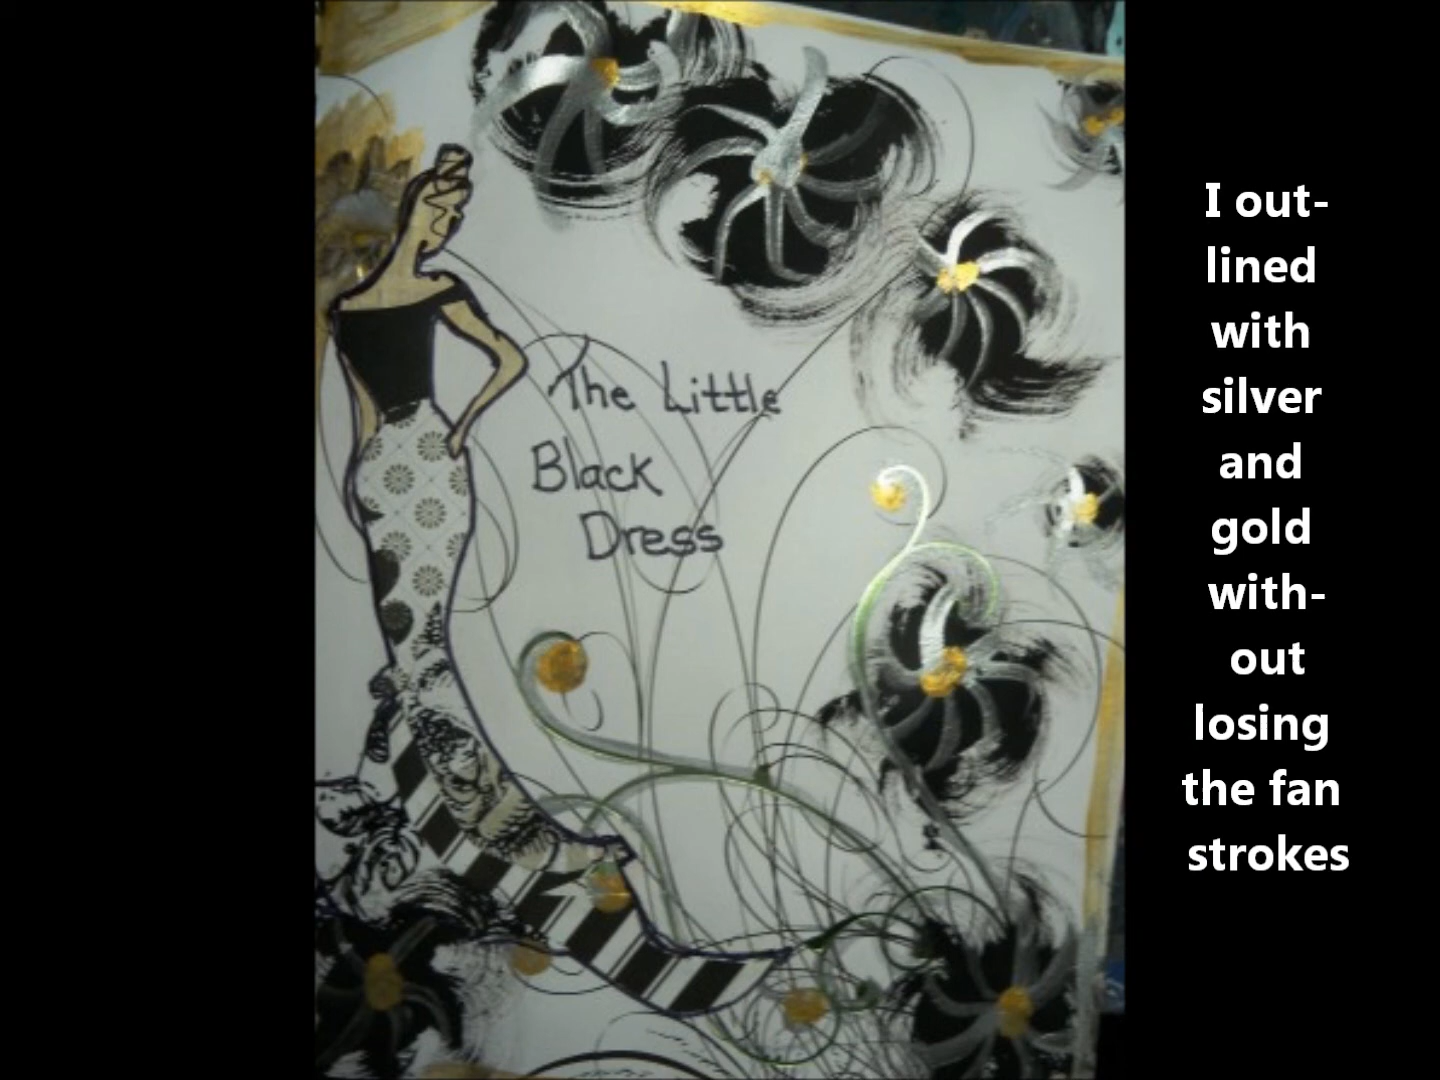 The Little
Black
Dress
I out-
lined
with
silver
and
gold
with-
out
losing
the fan
strokes